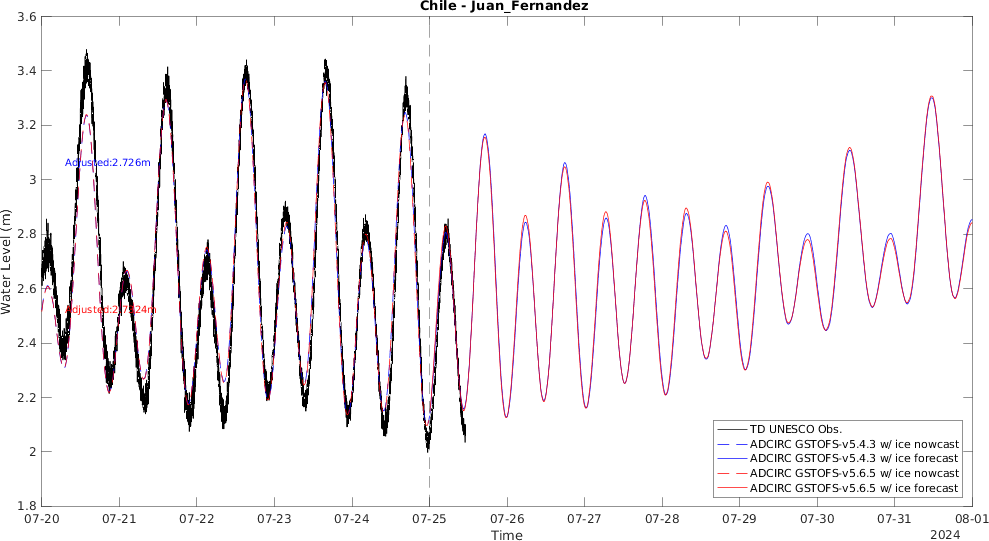 Chile - Juan_Fernandez
3.6
3.4
3.2
3
2.8
2.6
2.4
2.2
2
1.8
Water Level (m)
Adjusted:2.726m
TD UNESCO Obs.
ADCIRC GSTOFS-v5.4.3 w/ ice nowcast
ADCIRC GSTOFS-v5.4.3 w/ ice forecast
ADCIRC GSTOFS-v5.6.5 w/ ice nowcast
ADCIRC GSTOFS-v5.6.5 w/ ice forecast
07-20 07-21 07-22 07-23 07-24 07-25 07-26 07-27 07-28 07-29 07-30 07-31 08-01
Time
2024